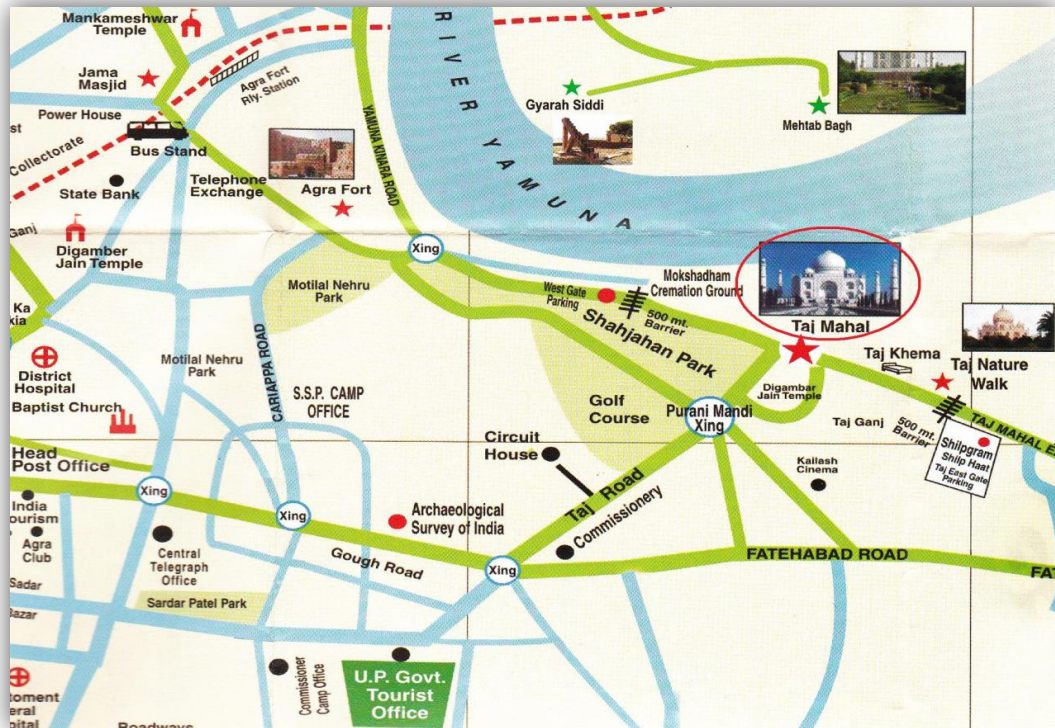 Mankameshwar
Temple
Jama
Masjid
Agra Fort
Rly. Station
Power House
Collectorate
Bus Stand
State Bank
Telephone
Exchange
Agra Fort
YAMUNA KINARA ROAD
RIVER YAMUNA
Gyarah Siddi
Mehtab Bagh
Ganj
Digamber
Jain Temple
Ka
xia
Xing
Motilal Nehru
Park
West Gate
Parking
500 mt.
Barrier
Mokshadham
Cremation Ground
Taj Mahal
Shahjahan Park
Taj Khema
Taj Nature
Walk
District
Hospital
Motilal Nehru
Park
CARIAPPA ROAD
S.S.P. CAMP
OFFICE
Baptist Church
Golf
Course
Purani Mandi
Xing
Digambar
Jain Temple
Taj Ganj
500 mt.
Barrier
TAJ MAHAL E
Shilpgram
Shilp Haat
Taj East Gate
Parking
Circuit
House
Kailash
Cinema
Head
Post Office
Xing
Xing
Taj Road
Commissionery
India
ourism
Agra
Club
Central
Telegraph
Office
Archaeological
Survey of India
Gough Road
Xing
FATEHABAD ROAD
FAT
Sadar
Bazar
Sardar Patel Park
Commissioner
Camp Office
U.P. Govt.
Tourist
Office
toment
eral
pital
Roadways